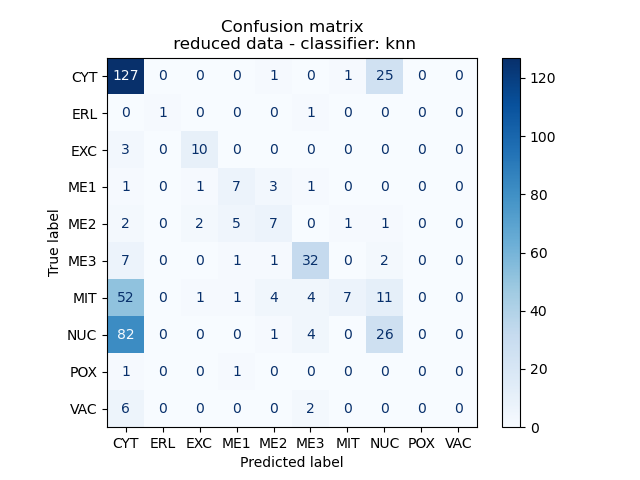 Confusion matrix
reduced data - classifier: knn
CYT 127 0 0 0 1 0 1 25 0 0
ERL 0 1 0 0 0 1 0 0 0 0
EXC 3 0 10 0 0 0 0 0 0 0
ME1 1 0 1 7 3 1 0 0 0 0
ME2 2 0 2 5 7 0 1 1 0 0
ME3 7 0 0 1 1 32 0 2 0 0
MIT 52 0 1 1 4 4 7 11 0 0
NUC 82 0 0 0 1 4 0 26 0 0
POX 1 0 0 1 0 0 0 0 0 0
VAC 6 0 0 0 0 2 0 0 0 0
CYT ERL EXC ME1 ME2 ME3 MIT NUC POX VAC
Predicted label
True label
120
100
80
60
40
20
0